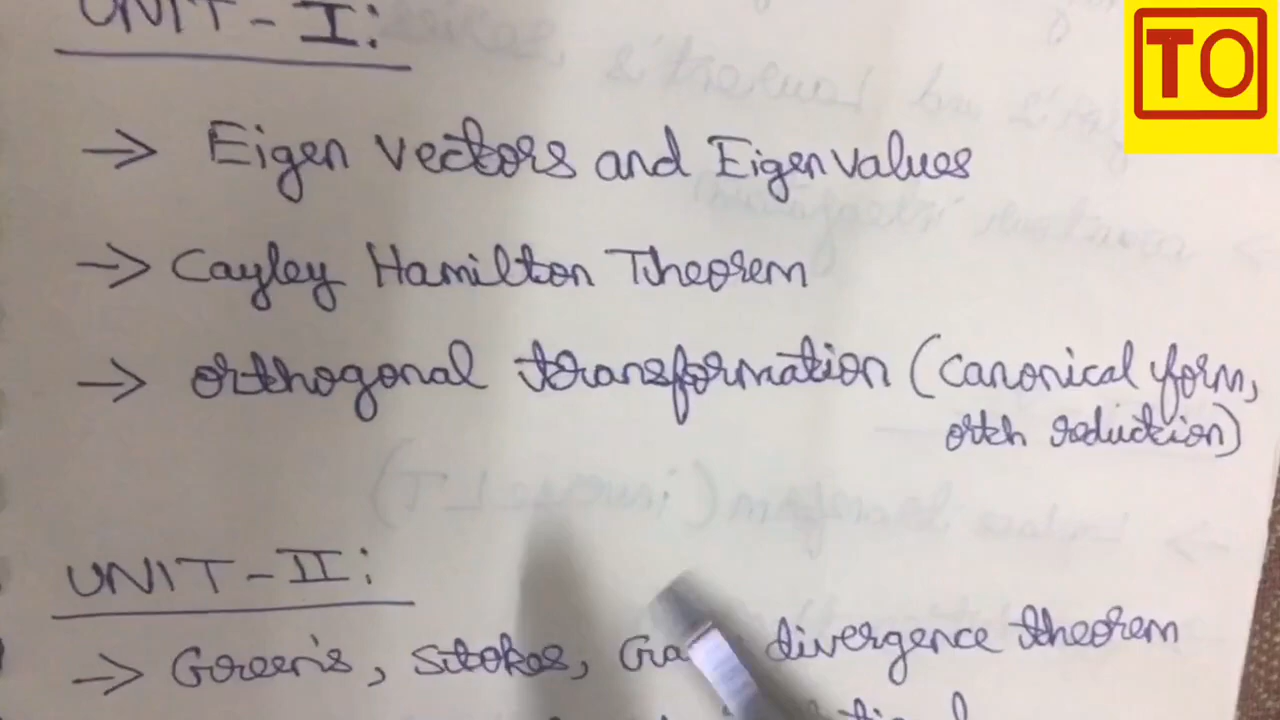 UNIT-I:
TO
→ Eigen vectors and Eigen values
→ Cayley Hamilton Theorem
→ orthogonal transformation (canonical form,
orth reduction)
UNIT-II:
→ Green's, Stokes, divergence theorem